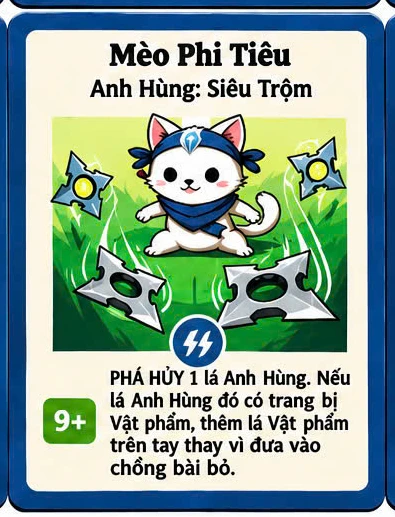 Mèo Phi Tiêu
Anh Hùng: Siêu Trộm
PHÁ HỦY 1 lá Anh Hùng. Nếu
lá Anh Hùng đó có trang bị
9+
Vật phẩm, thêm lá Vật phẩm
trên tay thay vì đưa vào
chồng bài bỏ.